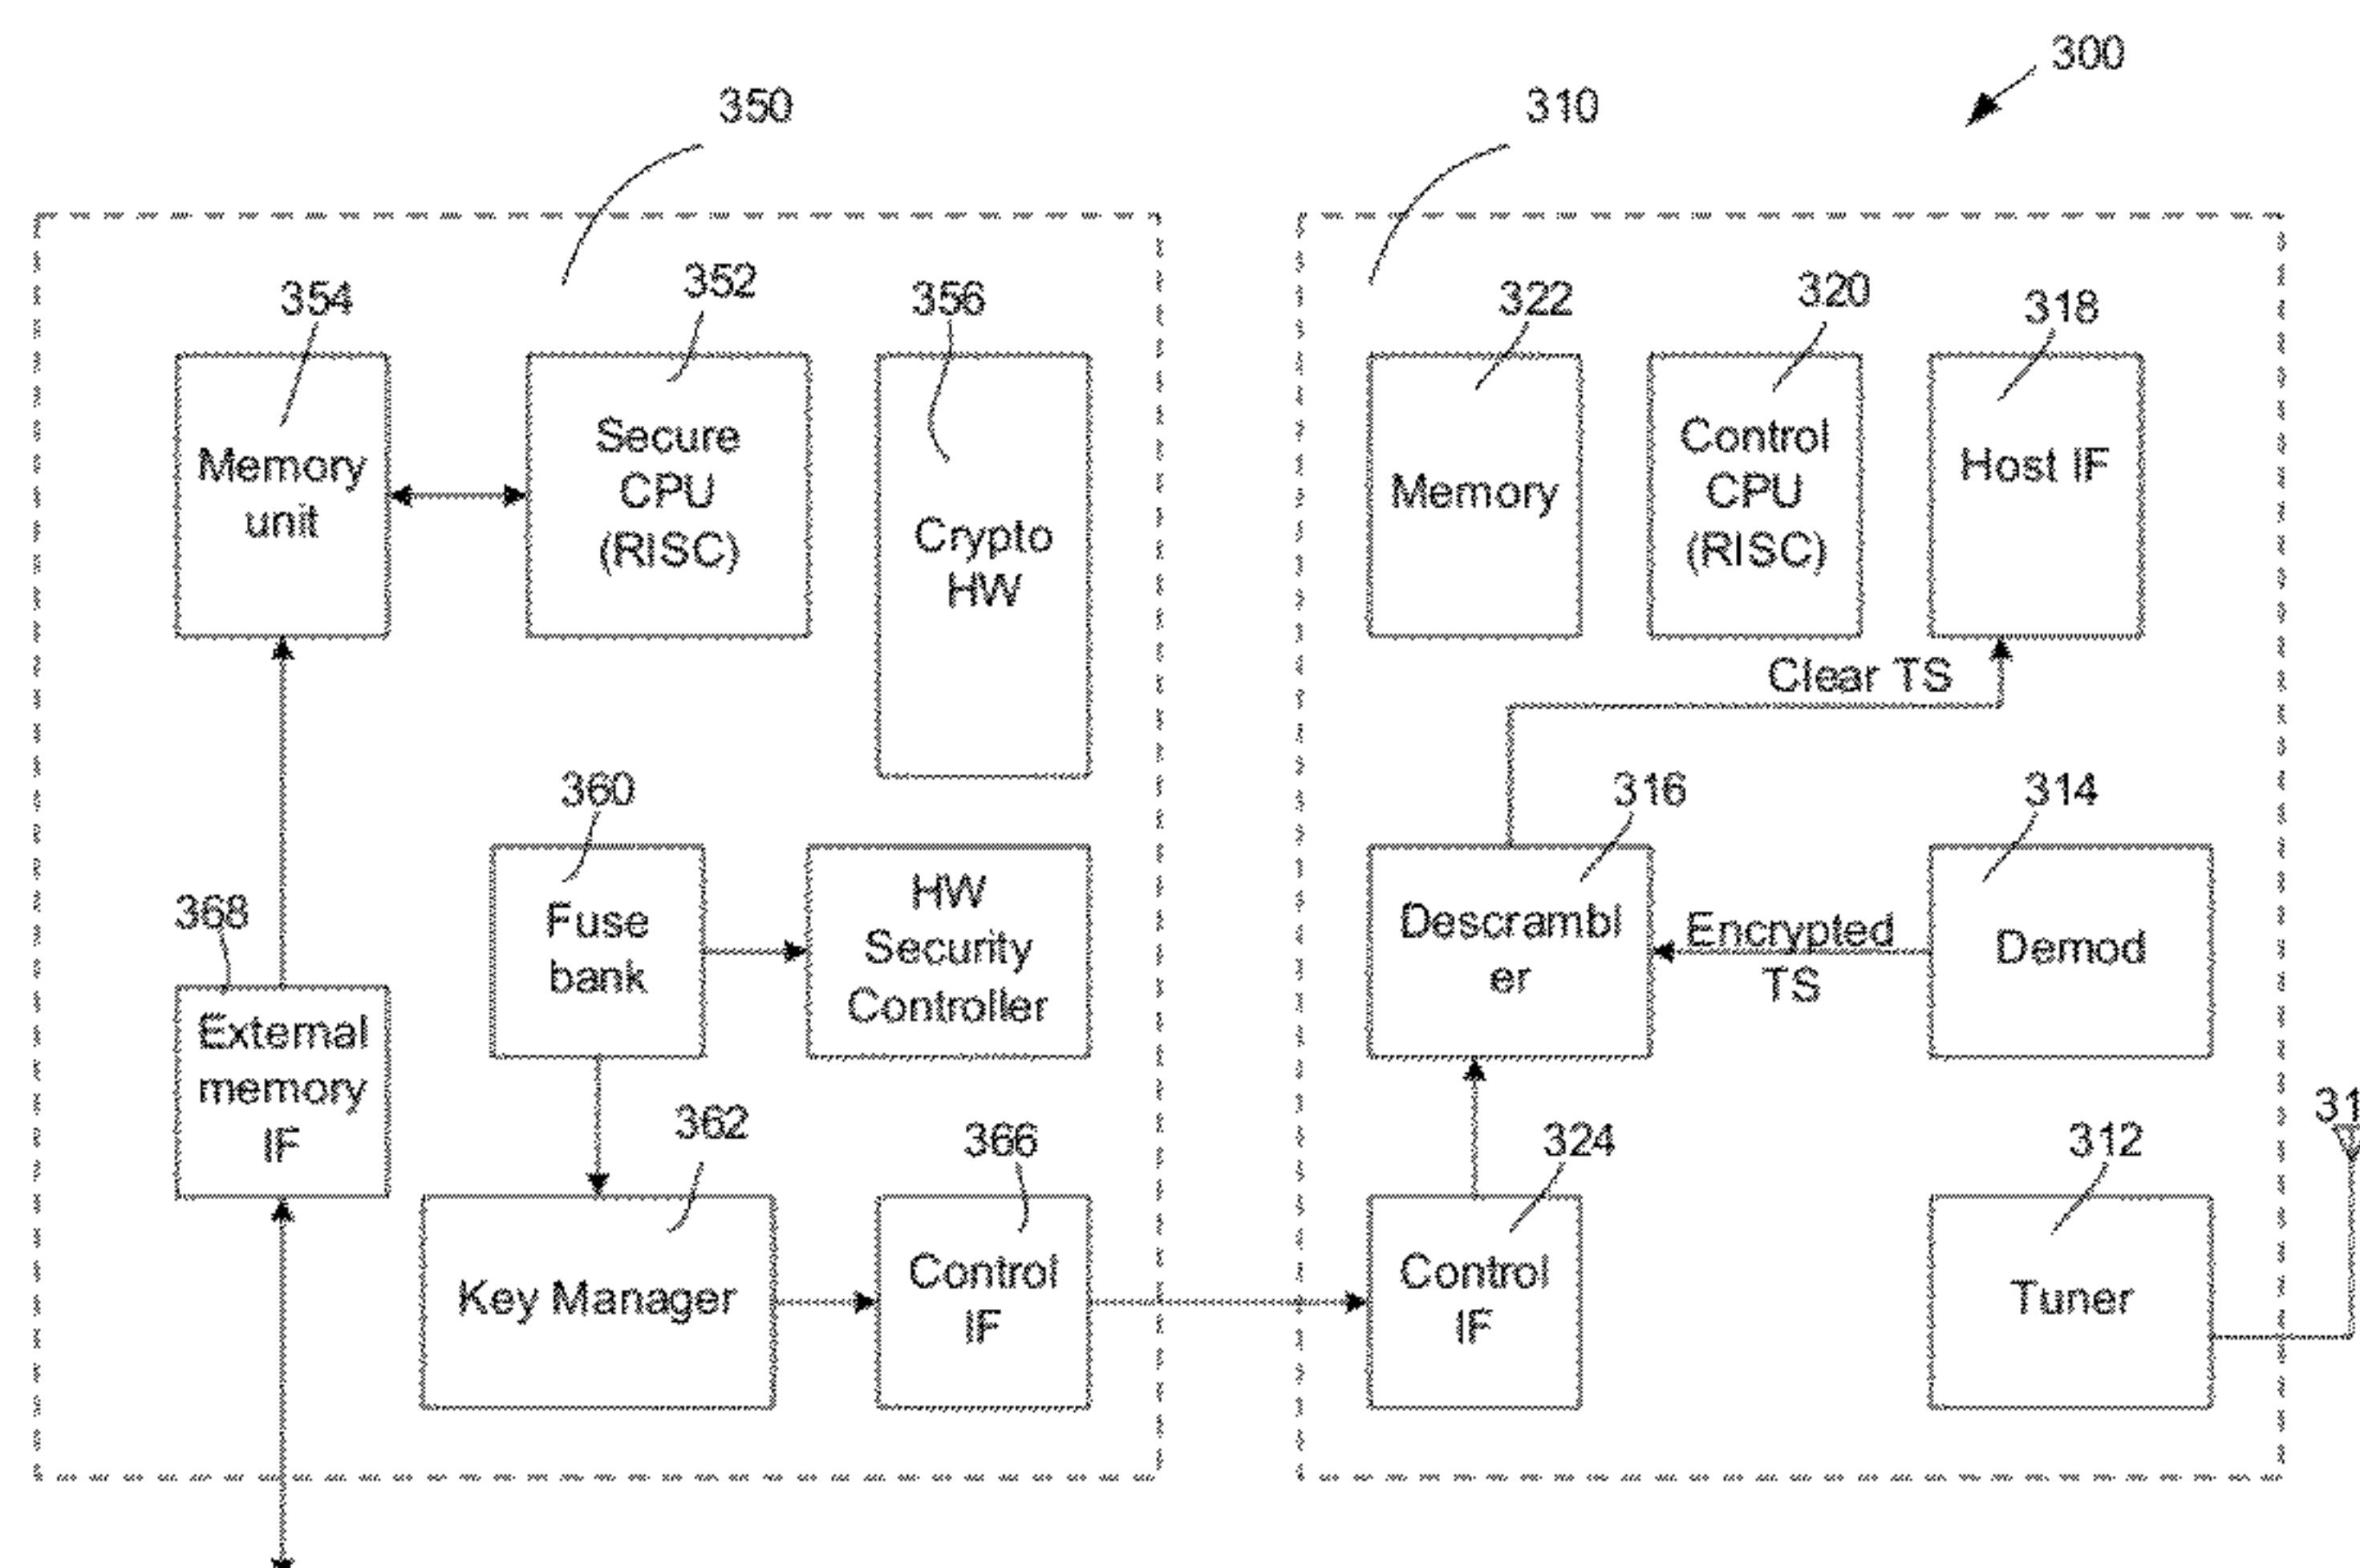 300
350
310
354
352
356
322
320
318
Memory
unit
Secure
CPU
(RISC)
Crypto
HW
Memory
Control
CPU
(RISC)
Host IF
Clear TS
360
316
314
368
Fuse
bank
HW
Security
Controller
Descrambl
er
Encrypted
TS
Demod
External
memory
IF
362
366
324
312
31
Key Manager
Control
IF
Control
IF
Tuner